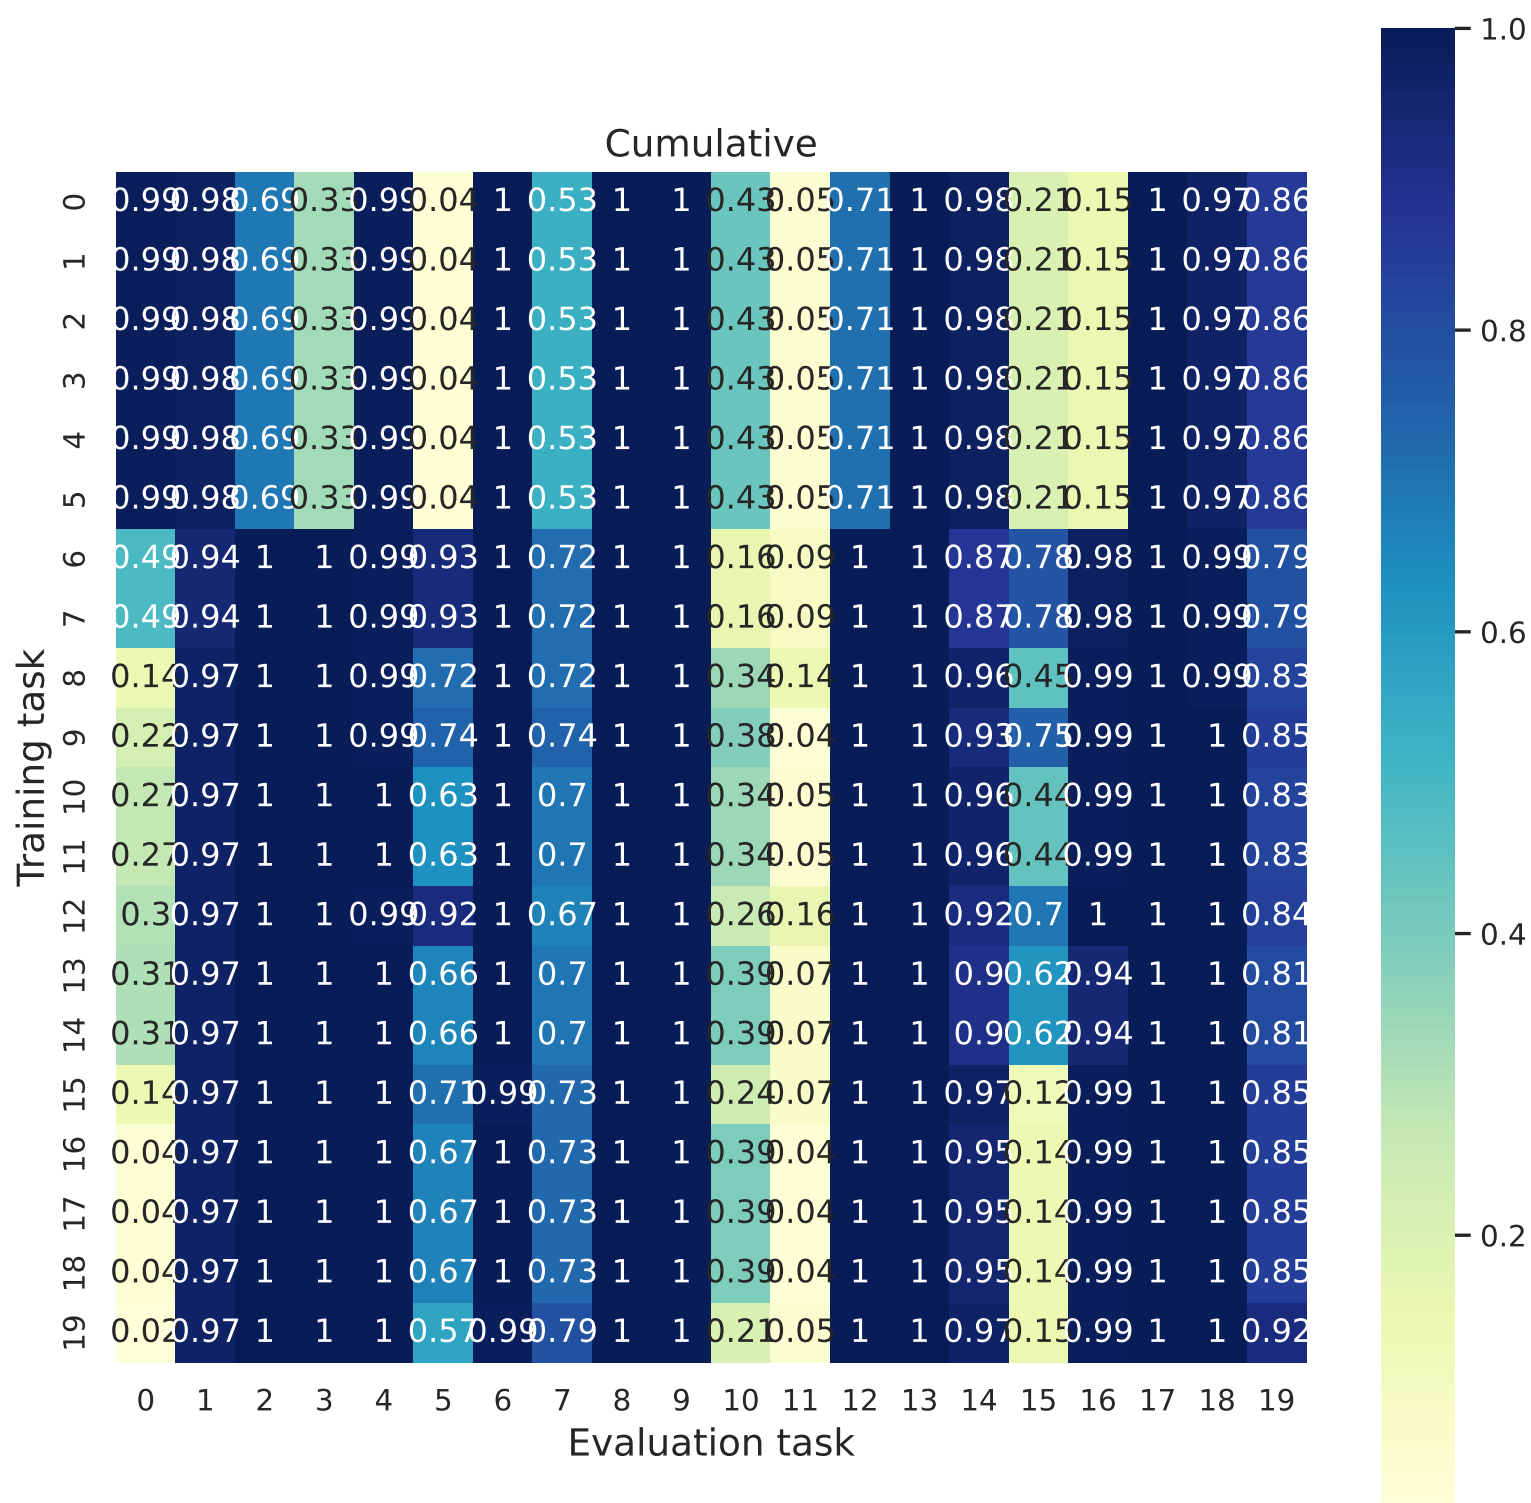 Cumulative
1.0
0.8
0.6
0.4
0.2
Training task
0 0.99 0.98 0.69 0.33 0.99 0.04 1 0.53 1 1 0.43 0.05 0.71 1 0.98 0.21 0.15 1 0.97 0.86
1 0.99 0.98 0.69 0.33 0.99 0.04 1 0.53 1 1 0.43 0.05 0.71 1 0.98 0.21 0.15 1 0.97 0.86
2 0.99 0.98 0.69 0.33 0.99 0.04 1 0.53 1 1 0.43 0.05 0.71 1 0.98 0.21 0.15 1 0.97 0.86
3 0.99 0.98 0.69 0.33 0.99 0.04 1 0.53 1 1 0.43 0.05 0.71 1 0.98 0.21 0.15 1 0.97 0.86
4 0.99 0.98 0.69 0.33 0.99 0.04 1 0.53 1 1 0.43 0.05 0.71 1 0.98 0.21 0.15 1 0.97 0.86
5 0.99 0.98 0.69 0.33 0.99 0.04 1 0.53 1 1 0.43 0.05 0.71 1 0.98 0.21 0.15 1 0.97 0.86
6 0.49 0.94 1 1 0.99 0.93 1 0.72 1 1 0.16 0.09 1 1 0.87 0.78 0.98 1 0.99 0.79
7 0.49 0.94 1 1 0.99 0.93 1 0.72 1 1 0.16 0.09 1 1 0.87 0.78 0.98 1 0.99 0.79
8 0.14 0.97 1 1 0.99 0.72 1 0.72 1 1 0.34 0.14 1 1 0.96 0.45 0.99 1 0.99 0.83
9 0.22 0.97 1 1 0.99 0.74 1 0.74 1 1 0.38 0.04 1 1 0.93 0.75 0.99 1 1 0.85
10 0.27 0.97 1 1 1 0.63 1 0.7 1 1 0.34 0.05 1 1 0.96 0.44 0.99 1 1 0.83
11 0.27 0.97 1 1 1 0.63 1 0.7 1 1 0.34 0.05 1 1 0.96 0.44 0.99 1 1 0.83
12 0.3 0.97 1 1 0.99 0.92 1 0.67 1 1 0.26 0.16 1 1 0.92 0.7 1 1 1 0.84
13 0.31 0.97 1 1 1 0.66 1 0.7 1 1 0.39 0.07 1 1 0.9 0.62 0.94 1 1 0.81
14 0.31 0.97 1 1 1 0.66 1 0.7 1 1 0.39 0.07 1 1 0.9 0.62 0.94 1 1 0.81
15 0.14 0.97 1 1 1 0.71 0.99 0.73 1 1 0.24 0.07 1 1 0.97 0.12 0.99 1 1 0.85
16 0.04 0.97 1 1 1 0.67 1 0.73 1 1 0.39 0.04 1 1 0.95 0.14 0.99 1 1 0.85
17 0.04 0.97 1 1 1 0.67 1 0.73 1 1 0.39 0.04 1 1 0.95 0.14 0.99 1 1 0.85
18 0.04 0.97 1 1 1 0.67 1 0.73 1 1 0.39 0.04 1 1 0.95 0.14 0.99 1 1 0.85
19 0.02 0.97 1 1 1 0.57 0.99 0.79 1 1 0.21 0.05 1 1 0.97 0.15 0.99 1 1 0.92
0 1 2 3 4 5 6 7 8 9 10 11 12 13 14 15 16 17 18 19
Evaluation task